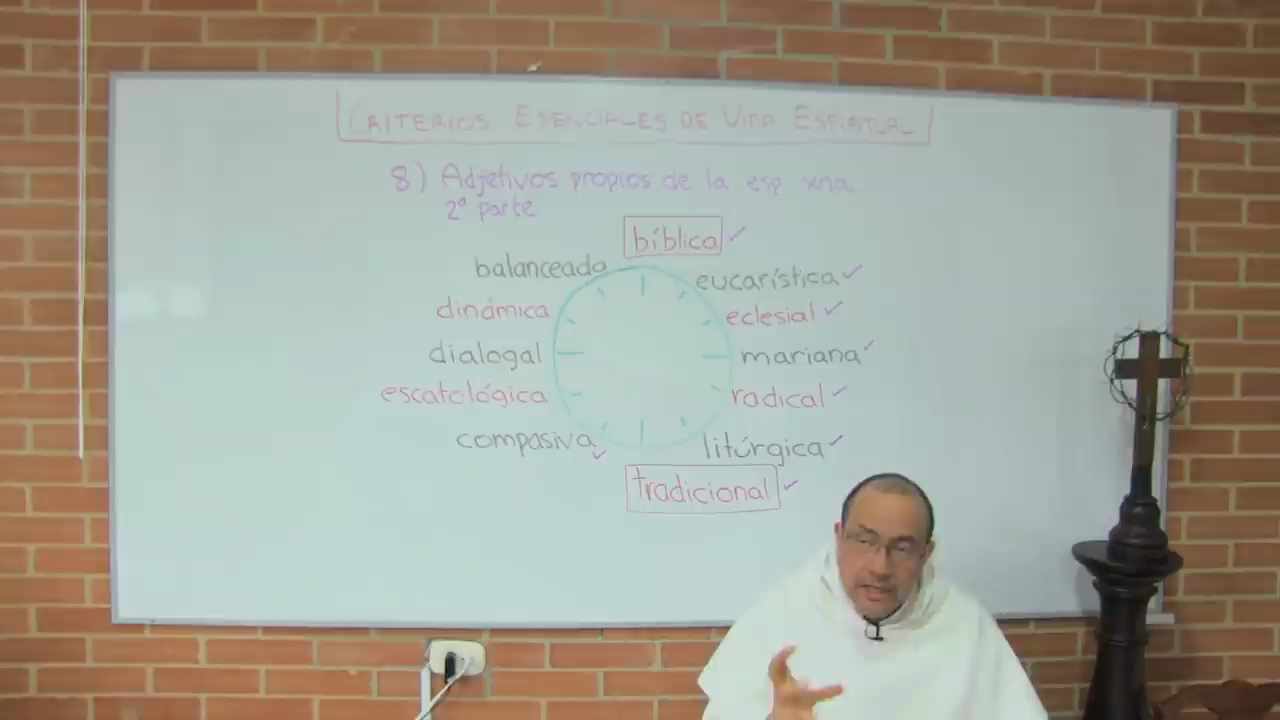 CRITERIOS ESENCIALES DE VIDA ESPIRITUAL
8) Adjetivos propios de la esp xna
2ª parte
bíblica ✓
balanceada
eucarística ✓
dinámica
eclesial ✓
dialogal
mariana ✓
escatológica
radical ✓
compasiva ✓
litúrgica ✓
tradicional ✓